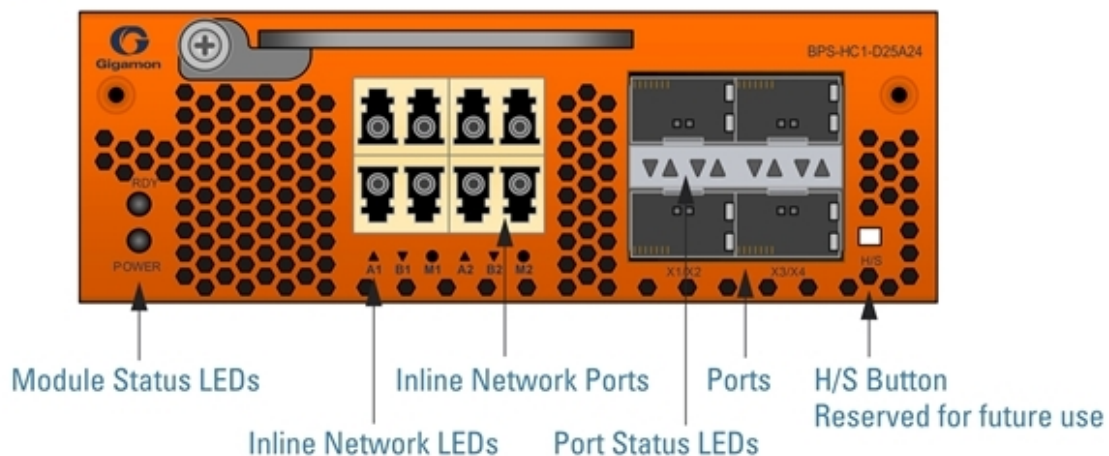 Gigamon
BPS-HC1-D25A24
RDY
POWER
A1 B1 M1 A2 B2 M2
X1/X2 X3/X4
H/S
Module Status LEDs
Inline Network Ports
Ports
H/S Button
Reserved for future use
Inline Network LEDs
Port Status LEDs